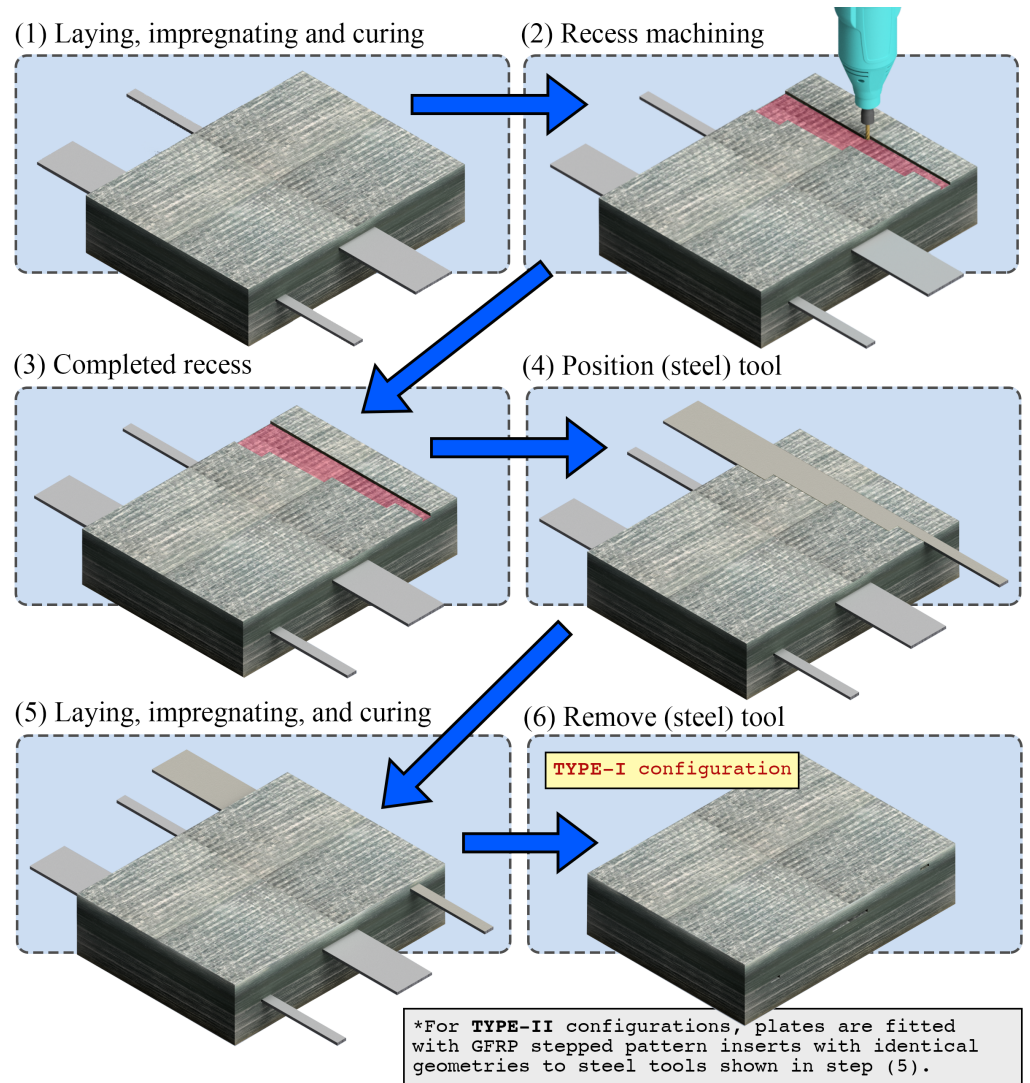 (1) Laying, impregnating and curing
(2) Recess machining
(3) Completed recess
(4) Position (steel) tool
(5) Laying, impregnating, and curing
(6) Remove (steel) tool
TYPE-I configuration
*For TYPE-II configurations, plates are fitted
with GFRP stepped pattern inserts with identical
geometries to steel tools shown in step (5).